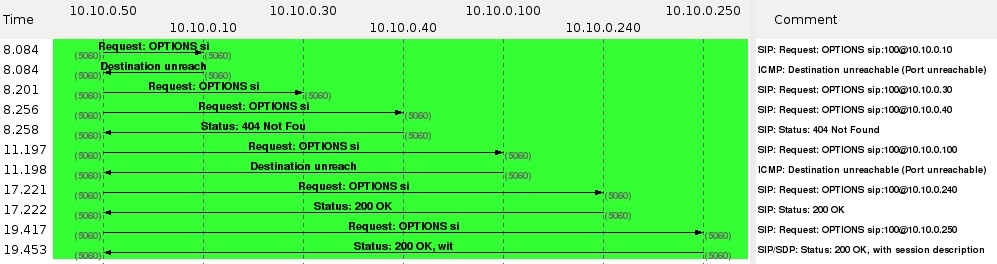 10.10.0.50 10.10.0.30 10.10.0.100 10.10.0.250
Time 10.10.0.10 10.10.0.40 10.10.0.240 Comment
8.084 Request: OPTIONS si (5060) (5060) SIP: Request: OPTIONS sip:100@10.10.0.10
8.084 Destination unreach (5060) (5060) ICMP: Destination unreachable (Port unreachable)
8.201 Request: OPTIONS si (5060) (5060) SIP: Request: OPTIONS sip:100@10.10.0.30
8.256 Request: OPTIONS si (5060) (5060) SIP: Request: OPTIONS sip:100@10.10.0.40
8.258 Status: 404 Not Fou (5060) (5060) SIP: Status: 404 Not Found
11.197 Request: OPTIONS si (5060) (5060) SIP: Request: OPTIONS sip:100@10.10.0.100
11.198 Destination unreach (5060) (5060) ICMP: Destination unreachable (Port unreachable)
17.221 Request: OPTIONS si (5060) (5060) SIP: Request: OPTIONS sip:100@10.10.0.240
17.222 Status: 200 OK (5060) (5060) SIP: Status: 200 OK
19.417 Request: OPTIONS si (5060) (5060) SIP: Request: OPTIONS sip:100@10.10.0.250
19.453 Status: 200 OK, wit (5060) (5060) SIP/SDP: Status: 200 OK, with session description